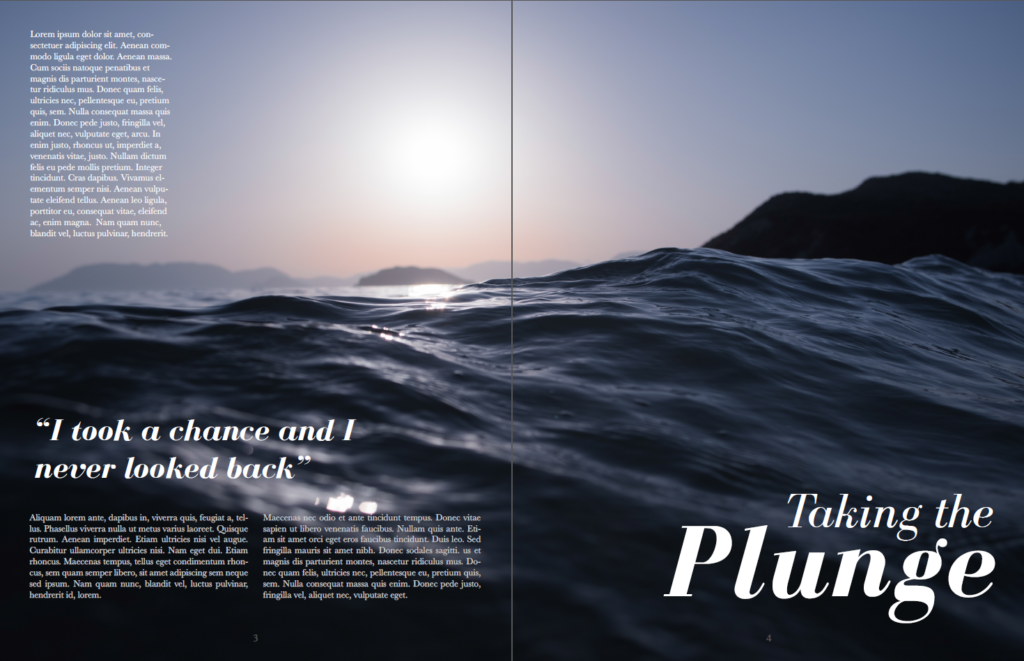 Lorem ipsum dolor sit amet, con-
sectetuer adipiscing elit. Aenean com-
modo ligula eget dolor. Aenean massa.
Cum sociis natoque penatibus et
magnis dis parturient montes, nasce-
tur ridiculus mus. Donec quam felis,
ultricies nec, pellentesque eu, pretium
quis, sem. Nulla consequat massa quis
enim. Donec pede justo, fringilla vel,
aliquet nec, vulputate eget, arcu. In
enim justo, rhoncus ut, imperdiet a,
venenatis vitae, justo. Nullam dictum
felis eu pede mollis pretium. Integer
tincidunt. Cras dapibus. Vivamus el-
ementum semper nisi. Aenean vulpu-
tate eleifend tellus. Aenean leo ligula,
porttitor eu, consequat vitae, eleifend
ac, enim magna. Nam quam nunc,
blandit vel, luctus pulvinar, hendrerit.
“I took a chance and I
never looked back”
Aliquam lorem ante, dapibus in, viverra quis, feugiat a, tel-
lus. Phasellus viverra nulla ut metus varius laoreet. Quisque
rutrum. Aenean imperdiet. Etiam ultricies nisi vel augue.
Curabitur ullamcorper ultricies nisi. Nam eget dui. Etiam
rhoncus. Maecenas tempus, tellus eget condimentum rhon-
cus, sem quam semper libero, sit amet adipiscing sem neque
sed ipsum. Nam quam nunc, blandit vel, luctus pulvinar,
hendrerit id, lorem.
Maecenas nec odio et ante tincidunt tempus. Donec vitae
sapien ut libero venenatis faucibus. Nullam quis ante. Eti-
am sit amet orci eget eros faucibus tincidunt. Duis leo. Sed
fringilla mauris sit amet nibh. Donec sodales sagitti. us et
magnis dis parturient montes, nascetur ridiculus mus. Do-
nec quam felis, ultricies nec, pellentesque eu, pretium quis,
sem. Nulla consequat massa quis enim. Donec pede justo,
fringilla vel, aliquet nec, vulputate eget.
3
Taking the
Plunge
4